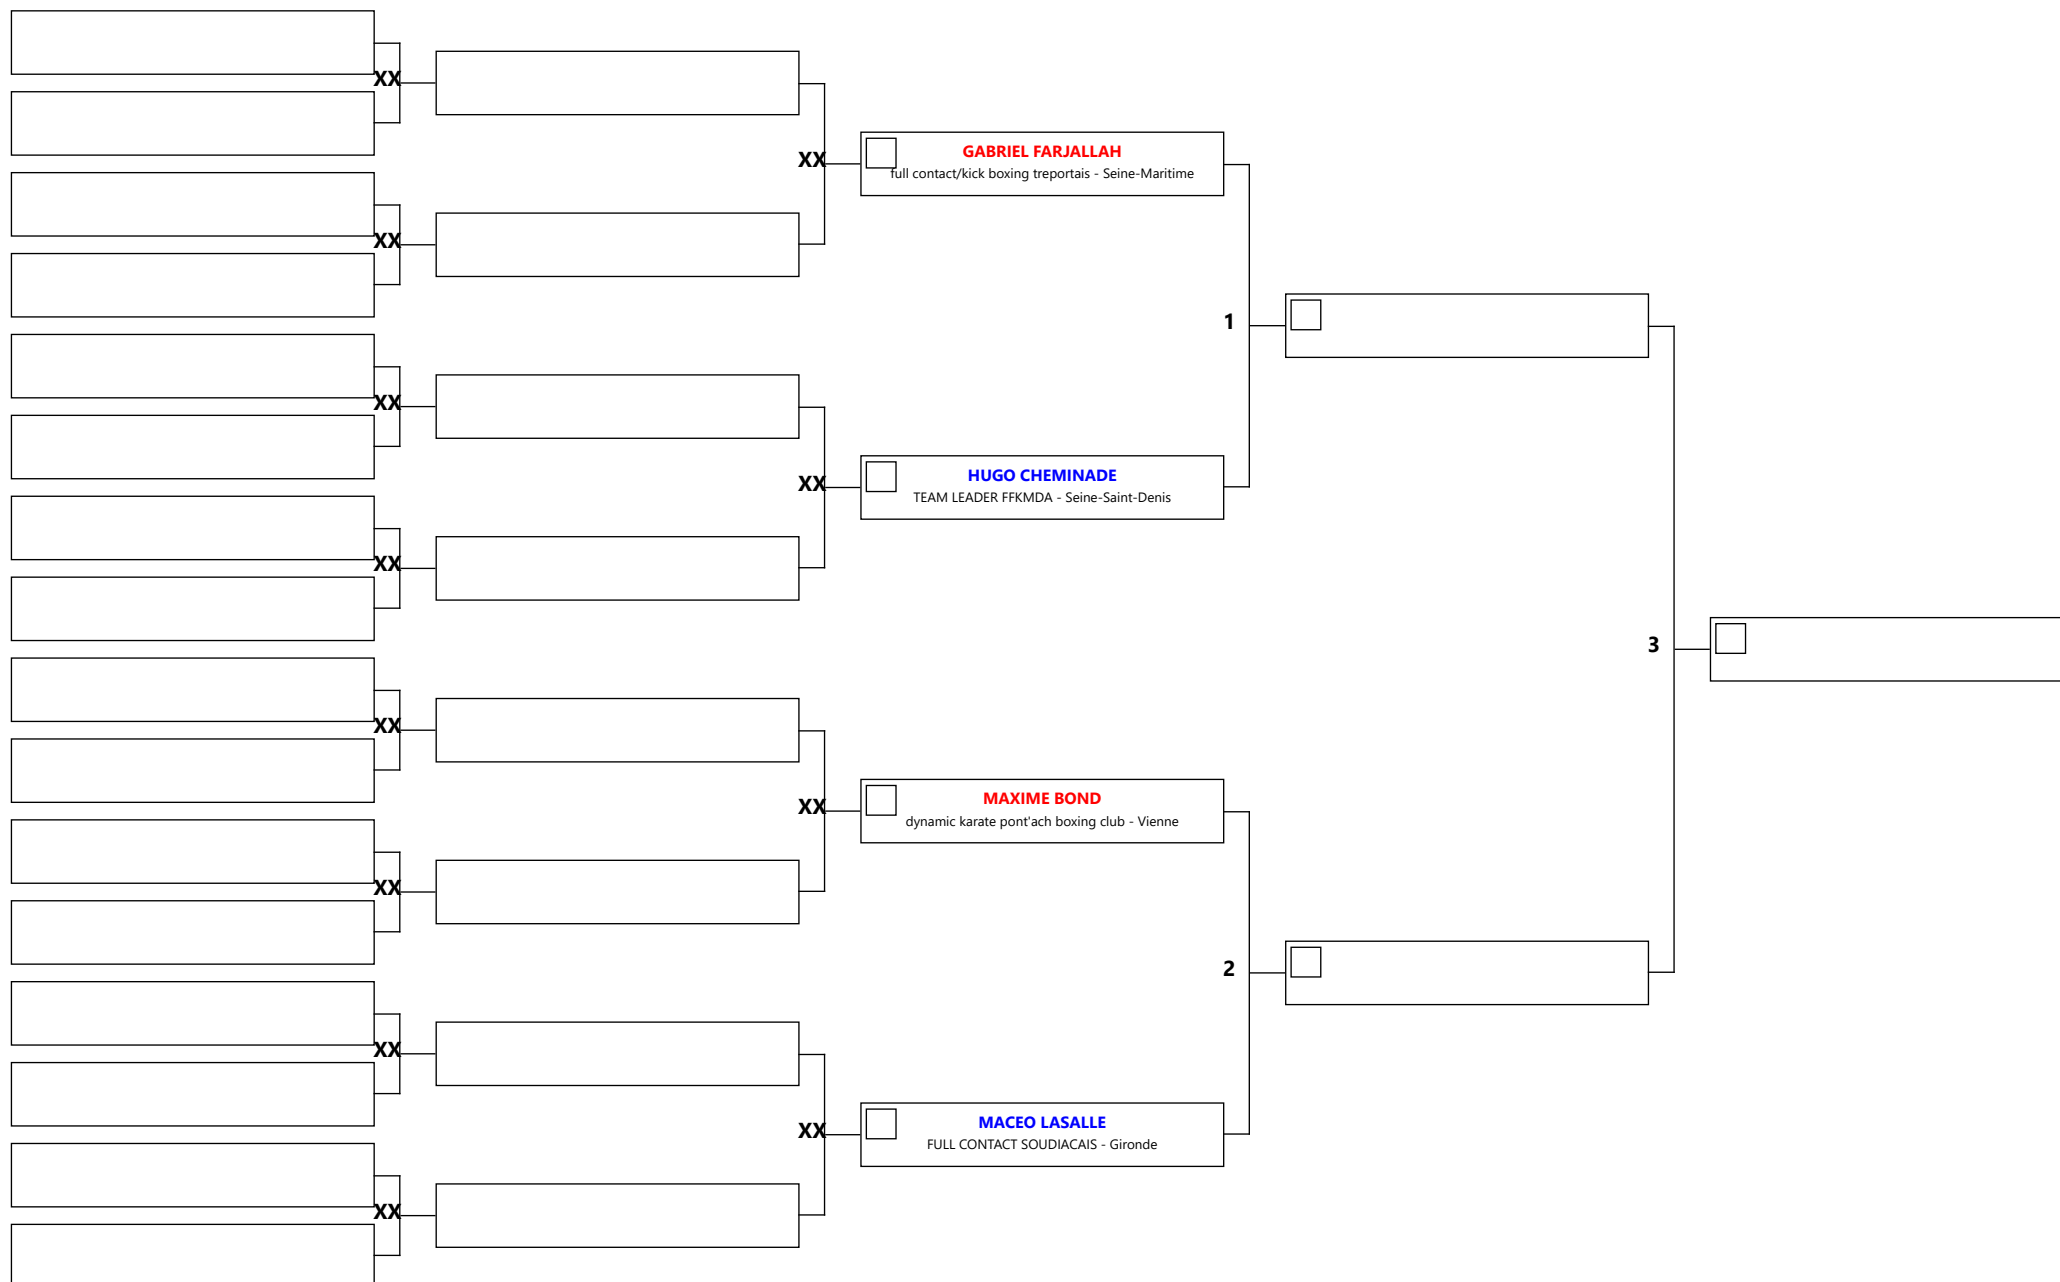 XX
XX
GABRIEL FARJALLAH
full contact/kick boxing treportais - Seine-Maritime
XX
1
XX
XX
HUGO CHEMINADE
TEAM LEADER FFKMDA - Seine-Saint-Denis
XX
3
XX
XX
MAXIME BOND
dynamic karate pont'ach boxing club - Vienne
XX
2
XX
XX
MACEO LASALLE
FULL CONTACT SOUDIACAIS - Gironde
XX